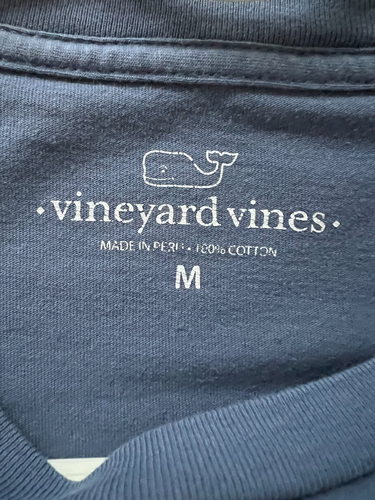 • vineyard vines •
MADE IN PERU • 100% COTTON
M